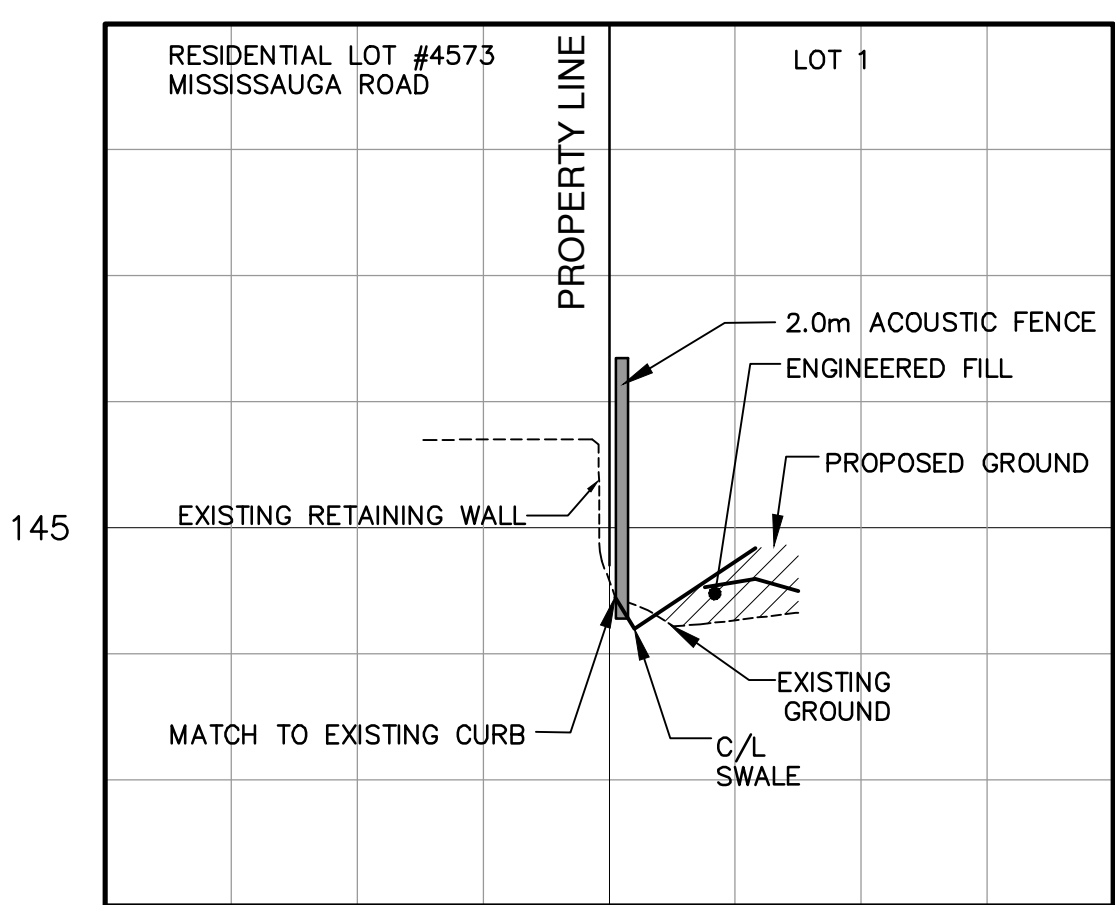 RESIDENTIAL LOT #4573
MISSISSAUGA ROAD
PROPERTY LINE
LOT 1
2.0m ACOUSTIC FENCE
ENGINEERED FILL
PROPOSED GROUND
EXISTING RETAINING WALL
145
EXISTING
GROUND
MATCH TO EXISTING CURB
C/L
SWALE